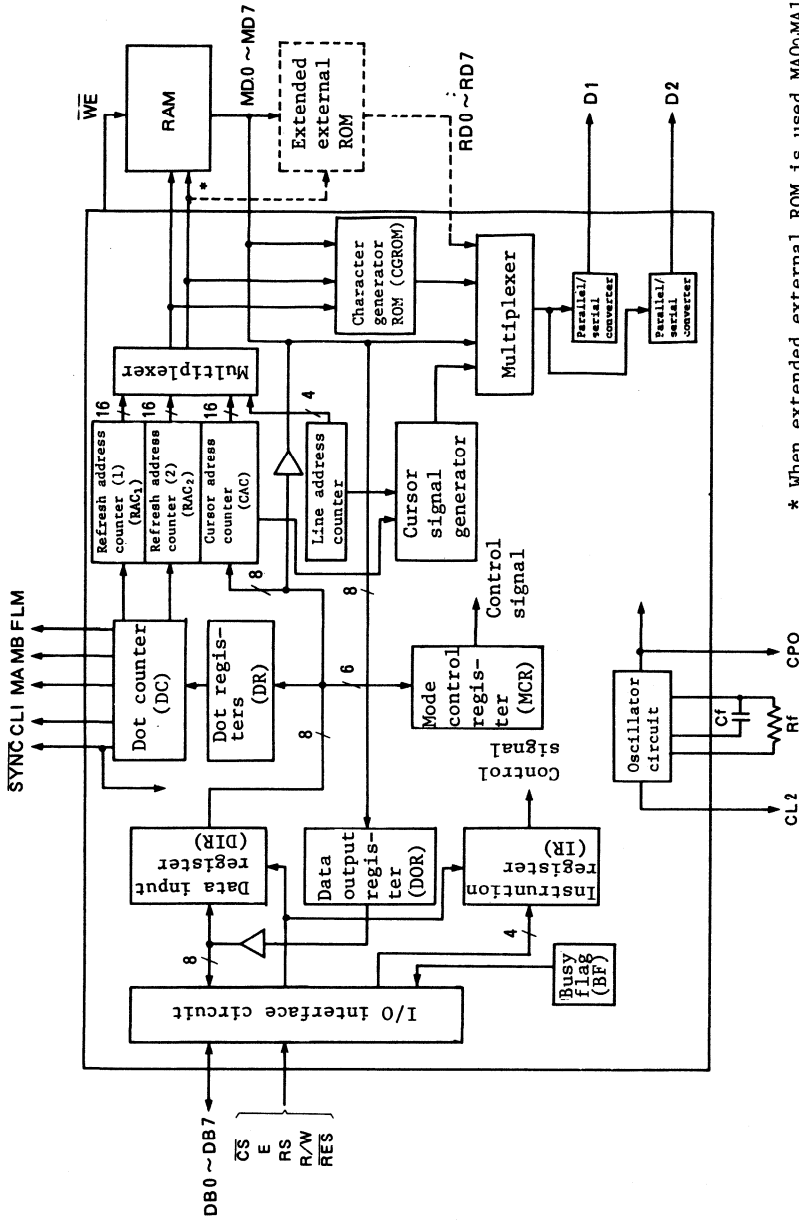 SYNC CLI MA MB FLM
WE
RAM
MD.0 ~ MD7
Extended
external
ROM
RD0 ~ RD7
*
Dot counter
(DC)
Dot regis-
ters
(DR)
Refresh address
counter (1)
(RAC1)
Refresh address
counter (2)
(RAC2)
Cursor adress
counter
(CAC)
16
16
16
4
Multiplexer
Line address
counter
Character
generator
ROM (CGROM)
Cursor
signal
generator
Multiplexer
Parallel/
serial
converter
Parallel/
serial
converter
D1
D2
8
8
8
6
Mode
control
regis-
ter
(MCR)
Control
signal
Data input
register
(DIR)
Data
output
regis-
ter
(DOR)
Instruntion
register
(IR)
Control
signal
8
4
I/O interface circuit
Busy
flag
(BF)
DB0 ~ DB7
CS
E
RS
R/W
RES
Oscillator
circuit
Cf
Rf
CL2
CPO
* When extended external ROM is used MA00MA1